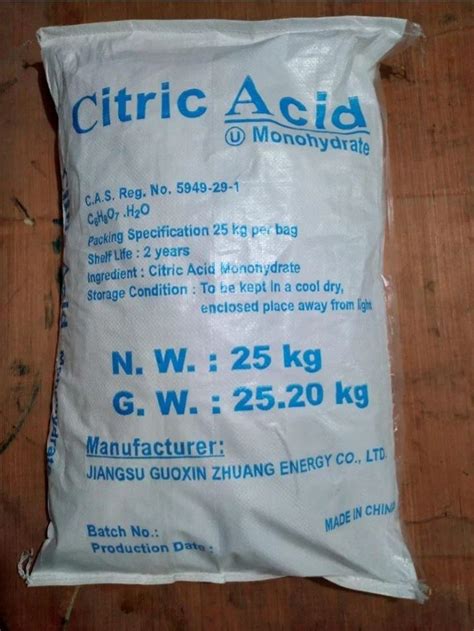 Citric Acid
Ⓤ Monohydrate
C.A.S. Reg. No. 5949-29-1
C₆H₈O₇ .H₂O
Packing Specification 25 kg per bag
Shelf Life : 2 years
Ingredient : Citric Acid Monohydrate
Storage Condition : To be kept in a cool dry,
enclosed place away from light
N. W. : 25 kg
G. W. : 25.20 kg
Manufacturer:
JIANGSU GUOXIN ZHUANG ENERGY CO., LTD.
MADE IN CHINA
Batch No.:
Production Date :